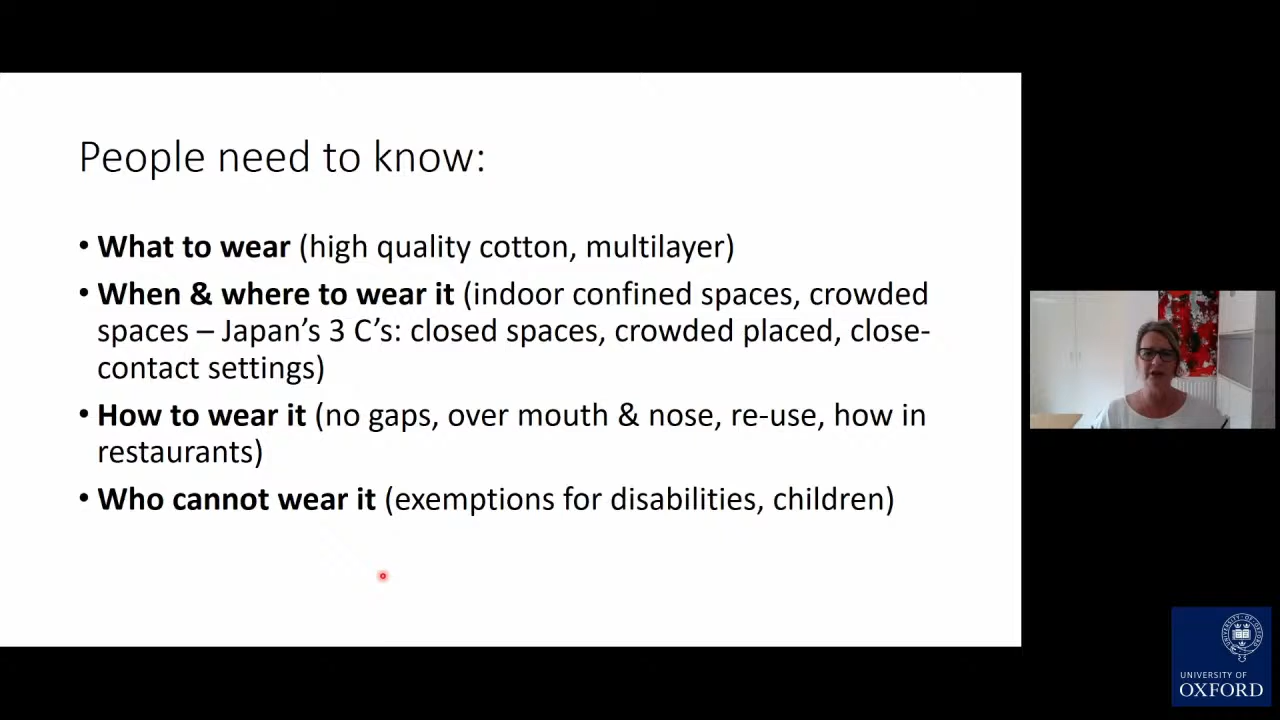 People need to know:
• What to wear (high quality cotton, multilayer)
• When & where to wear it (indoor confined spaces, crowded
spaces – Japan's 3 C's: closed spaces, crowded placed, close-
contact settings)
• How to wear it (no gaps, over mouth & nose, re-use, how in
restaurants)
• Who cannot wear it (exemptions for disabilities, children)
UNIVERSITY OF
OXFORD